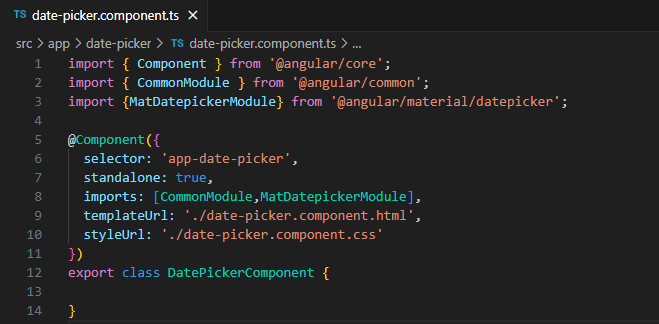 TS date-picker.component.ts ×
src > app > date-picker > TS date-picker.component.ts > ...
1 import { Component } from '@angular/core';
2 import { CommonModule } from '@angular/common';
3 import {MatDatepickerModule} from '@angular/material/datepicker';
4
5 @Component({
6   selector: 'app-date-picker',
7   standalone: true,
8   imports: [CommonModule,MatDatepickerModule],
9   templateUrl: './date-picker.component.html',
10   styleUrl: './date-picker.component.css'
11 })
12 export class DatePickerComponent {
13
14 }